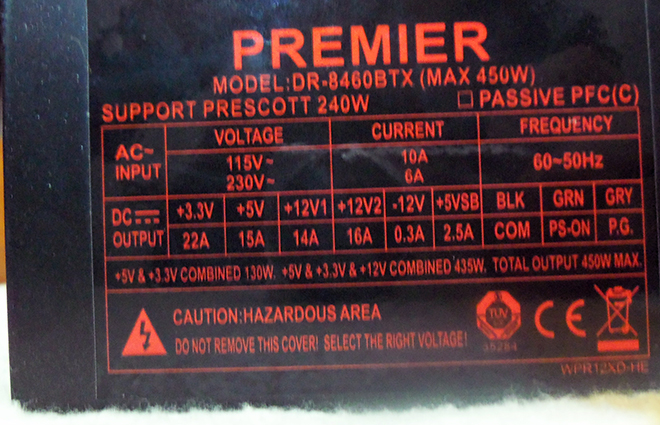 PREMIER
MODEL:DR-8460BTX (MAX 450W)
SUPPORT PRESCOTT 240W □ PASSIVE PFC(C)
AC~ INPUT VOLTAGE CURRENT FREQUENCY
115V~ 10A 60~50Hz
230V~ 6A
DC⎓ +3.3V +5V +12V1 +12V2 -12V +5VSB BLK GRN GRY
OUTPUT 22A 15A 14A 16A 0.3A 2.5A COM PS-ON P.G.
+5V & +3.3V COMBINED 130W. +5V & +3.3V & +12V COMBINED 435W. TOTAL OUTPUT 450W MAX.
CAUTION:HAZARDOUS AREA
DO NOT REMOVE THIS COVER! SELECT THE RIGHT VOLTAGE!
TÜV
35284
CE
WPR12XD-HE